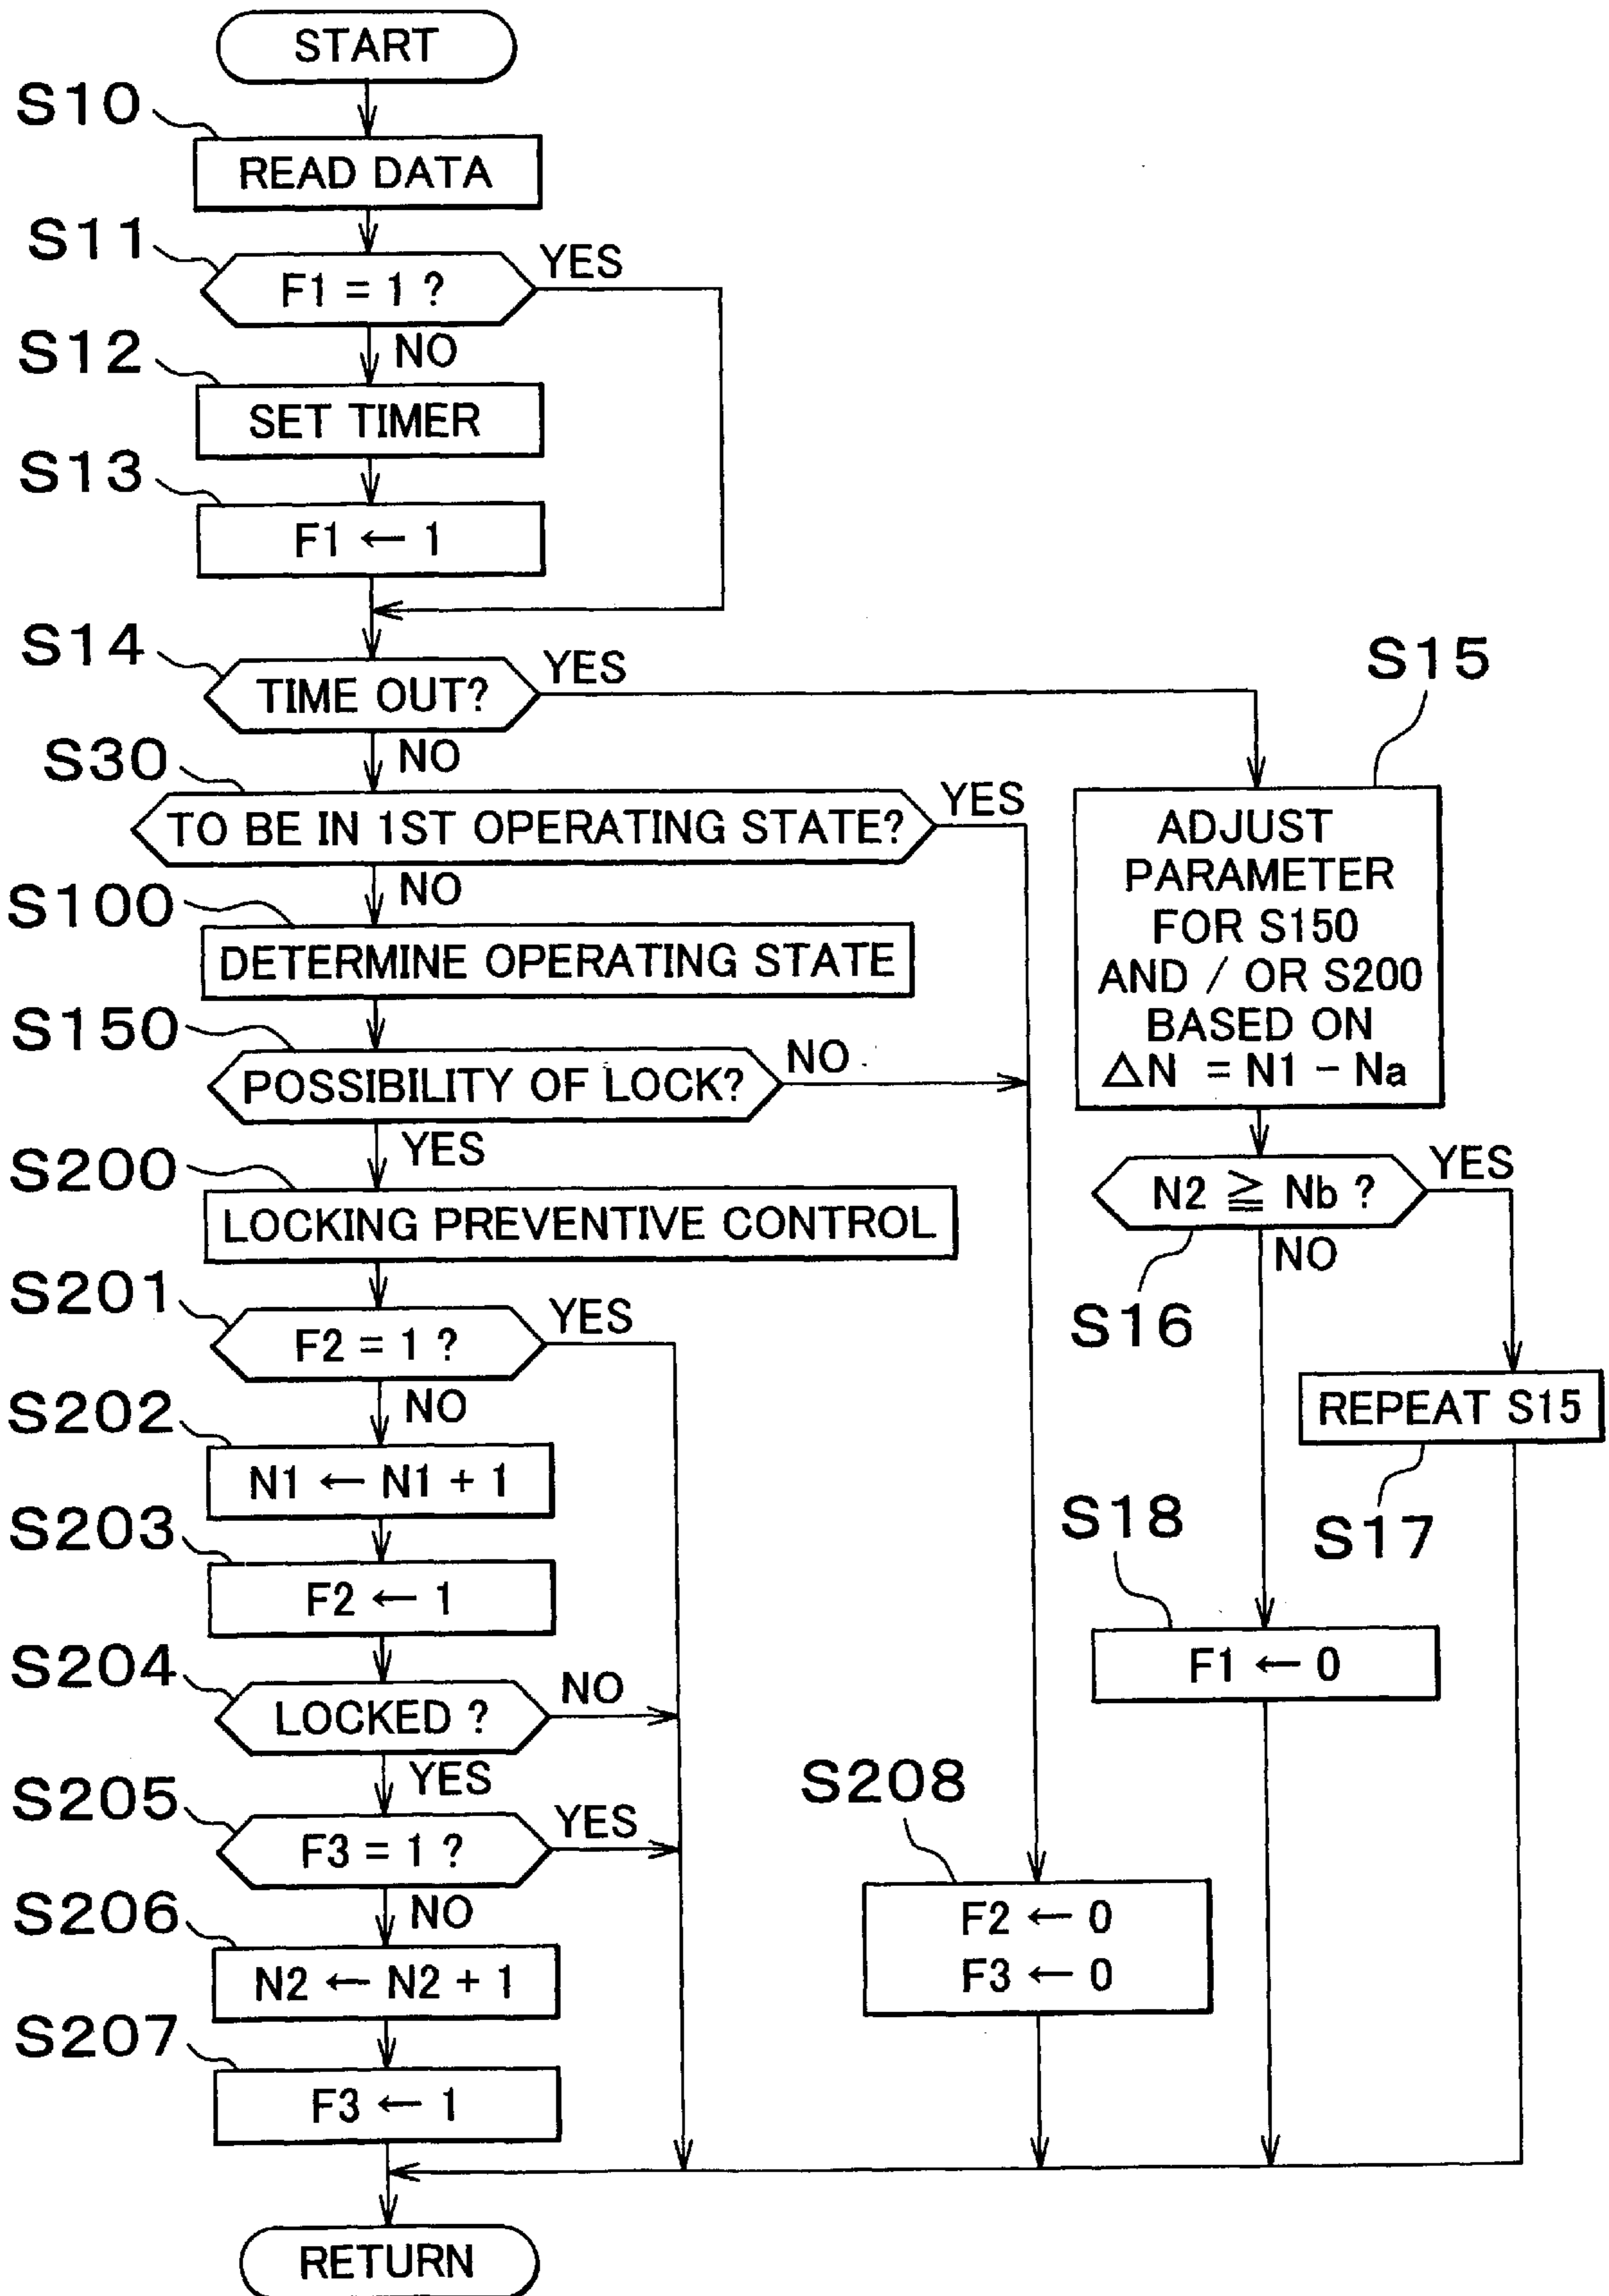 START
S10
READ DATA
S11
F1 = 1 ?
YES
NO
S12
SET TIMER
S13
F1 ← 1
S14
TIME OUT?
YES
NO
S30
TO BE IN 1ST OPERATING STATE?
YES
NO
S100
DETERMINE OPERATING STATE
S150
POSSIBILITY OF LOCK?
NO
YES
S200
LOCKING PREVENTIVE CONTROL
S201
F2 = 1 ?
YES
NO
S202
N1 ← N1 + 1
S203
F2 ← 1
S204
LOCKED ?
NO
YES
S205
F3 = 1 ?
YES
NO
S206
N2 ← N2 + 1
S207
F3 ← 1
S208
F2 ← 0
F3 ← 0
S15
ADJUST
PARAMETER
FOR S150
AND / OR S200
BASED ON
△N = N1 − Na
N2 ≧ Nb ?
YES
NO
S16
REPEAT S15
S17
S18
F1 ← 0
RETURN